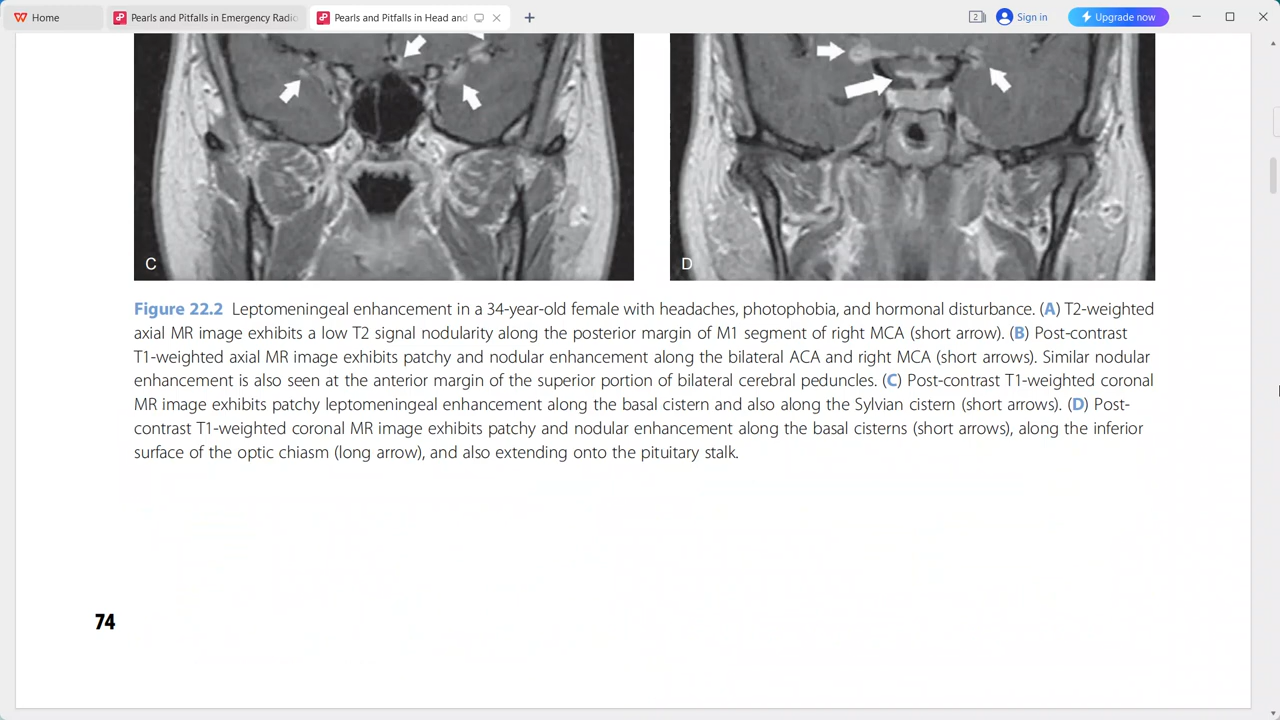 Home
Pearls and Pitfalls in Emergency Radio
Pearls and Pitfalls in Head and
2
Sign in
Upgrade now
C
D
Figure 22.2 Leptomeningeal enhancement in a 34-year-old female with headaches, photophobia, and hormonal disturbance. (A) T2-weighted
axial MR image exhibits a low T2 signal nodularity along the posterior margin of M1 segment of right MCA (short arrow). (B) Post-contrast
T1-weighted axial MR image exhibits patchy and nodular enhancement along the bilateral ACA and right MCA (short arrows). Similar nodular
enhancement is also seen at the anterior margin of the superior portion of bilateral cerebral peduncles. (C) Post-contrast T1-weighted coronal
MR image exhibits patchy leptomeningeal enhancement along the basal cistern and also along the Sylvian cistern (short arrows). (D) Post-
contrast T1-weighted coronal MR image exhibits patchy and nodular enhancement along the basal cisterns (short arrows), along the inferior
surface of the optic chiasm (long arrow), and also extending onto the pituitary stalk.
74